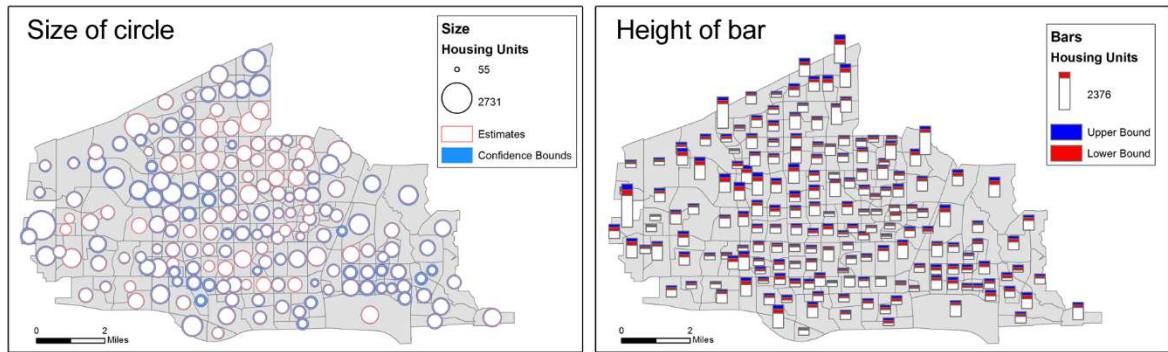 Size of circle
Size
Housing Units
55
2731
Estimates
Confidence Bounds
0 2
Miles
Height of bar
Bars
Housing Units
2376
Upper Bound
Lower Bound
0 2
Miles